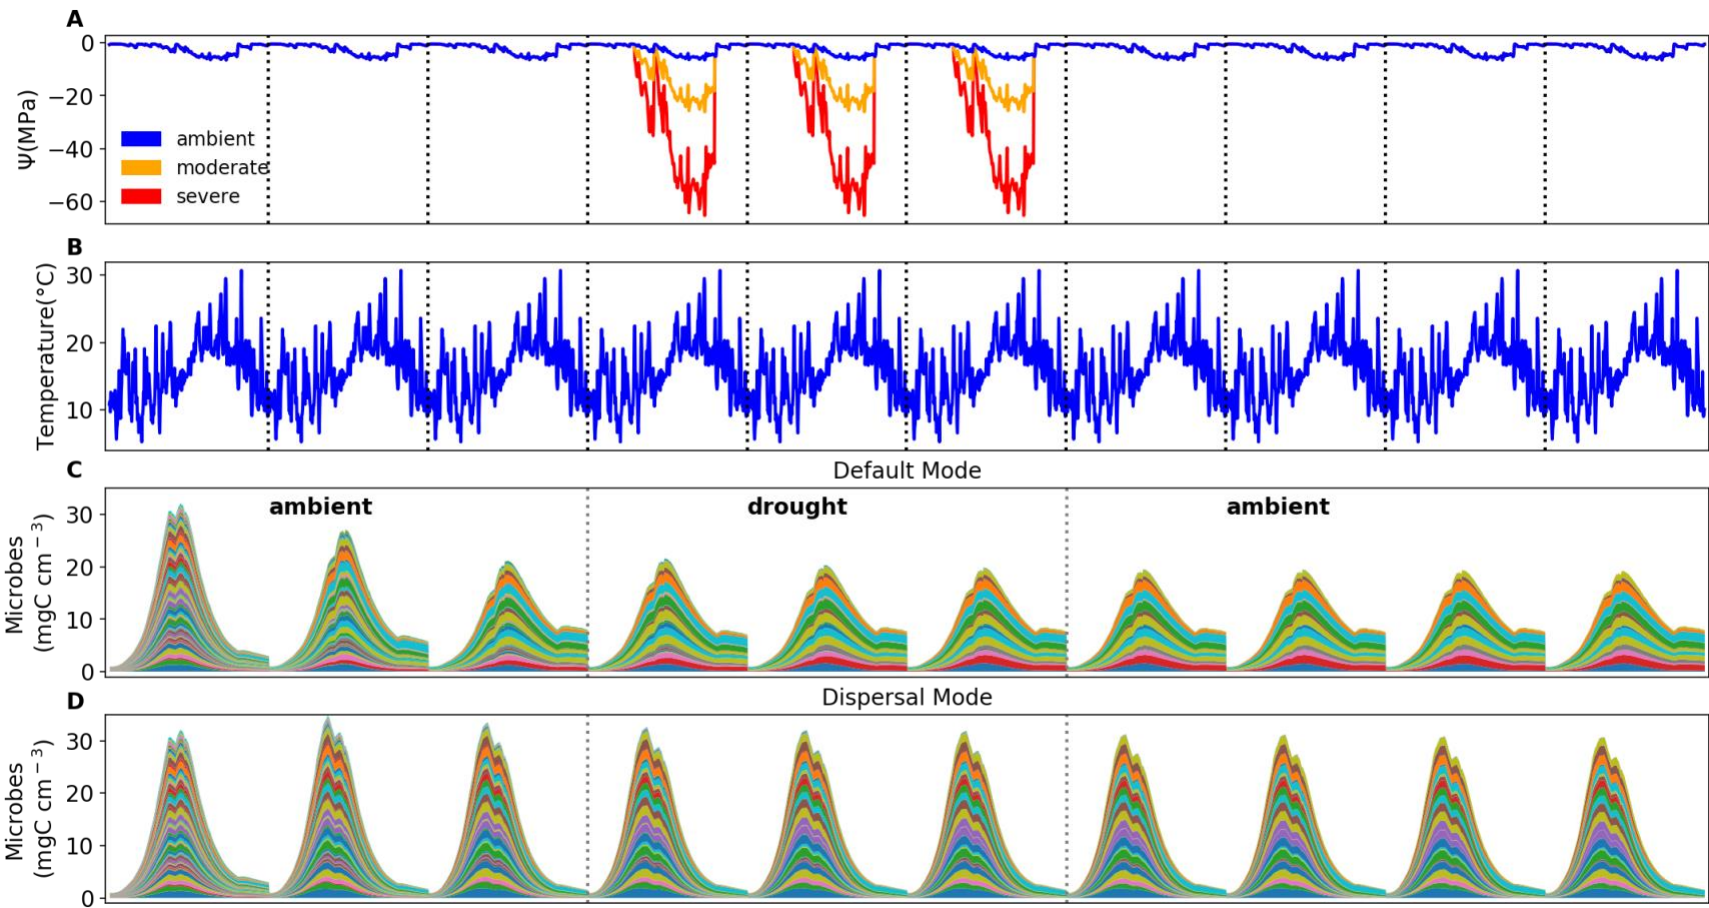 A
Ψ(MPa)
0
−20
−40
−60
ambient
moderate
severe
B
Temperature(°C)
30
20
10
C
Default Mode
Microbes
(mgC cm⁻³)
30
20
10
0
ambient
drought
ambient
D
Dispersal Mode
Microbes
(mgC cm⁻³)
30
20
10
0